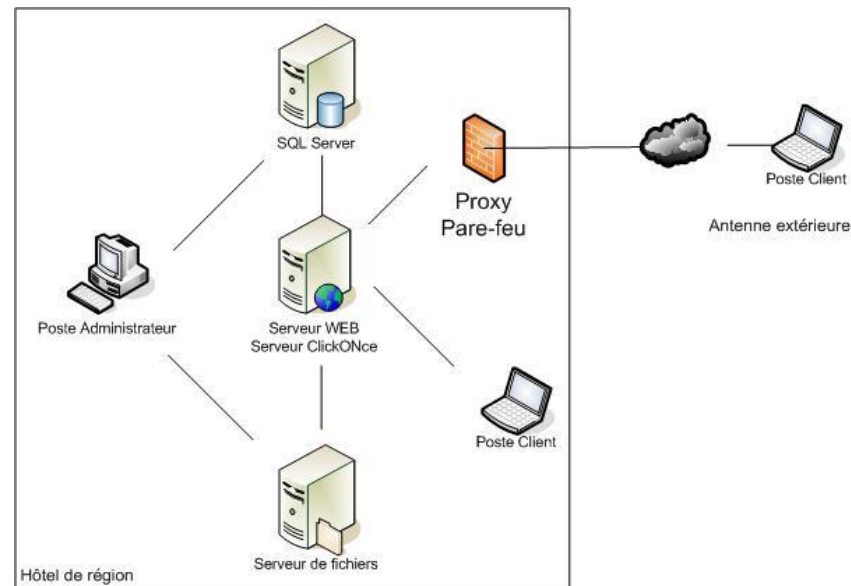 SQL Server
Poste Client
Proxy
Pare-feu
Antenne extérieure
Poste Administrateur
Serveur WEB
Serveur ClickONce
Poste Client
Serveur de fichiers
Hôtel de région